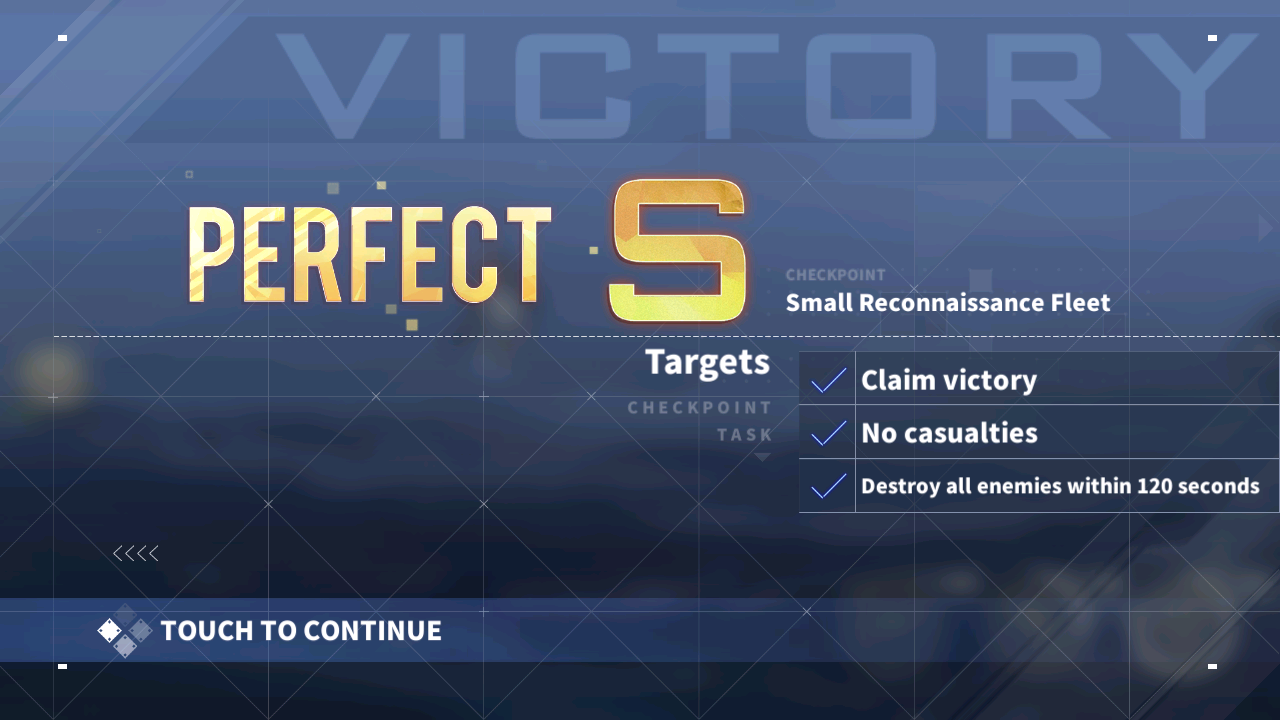 VICTORY
PERFECT S
CHECKPOINT
Small Reconnaissance Fleet
Targets
CHECKPOINT
TASK
Claim victory
No casualties
Destroy all enemies within 120 seconds
TOUCH TO CONTINUE